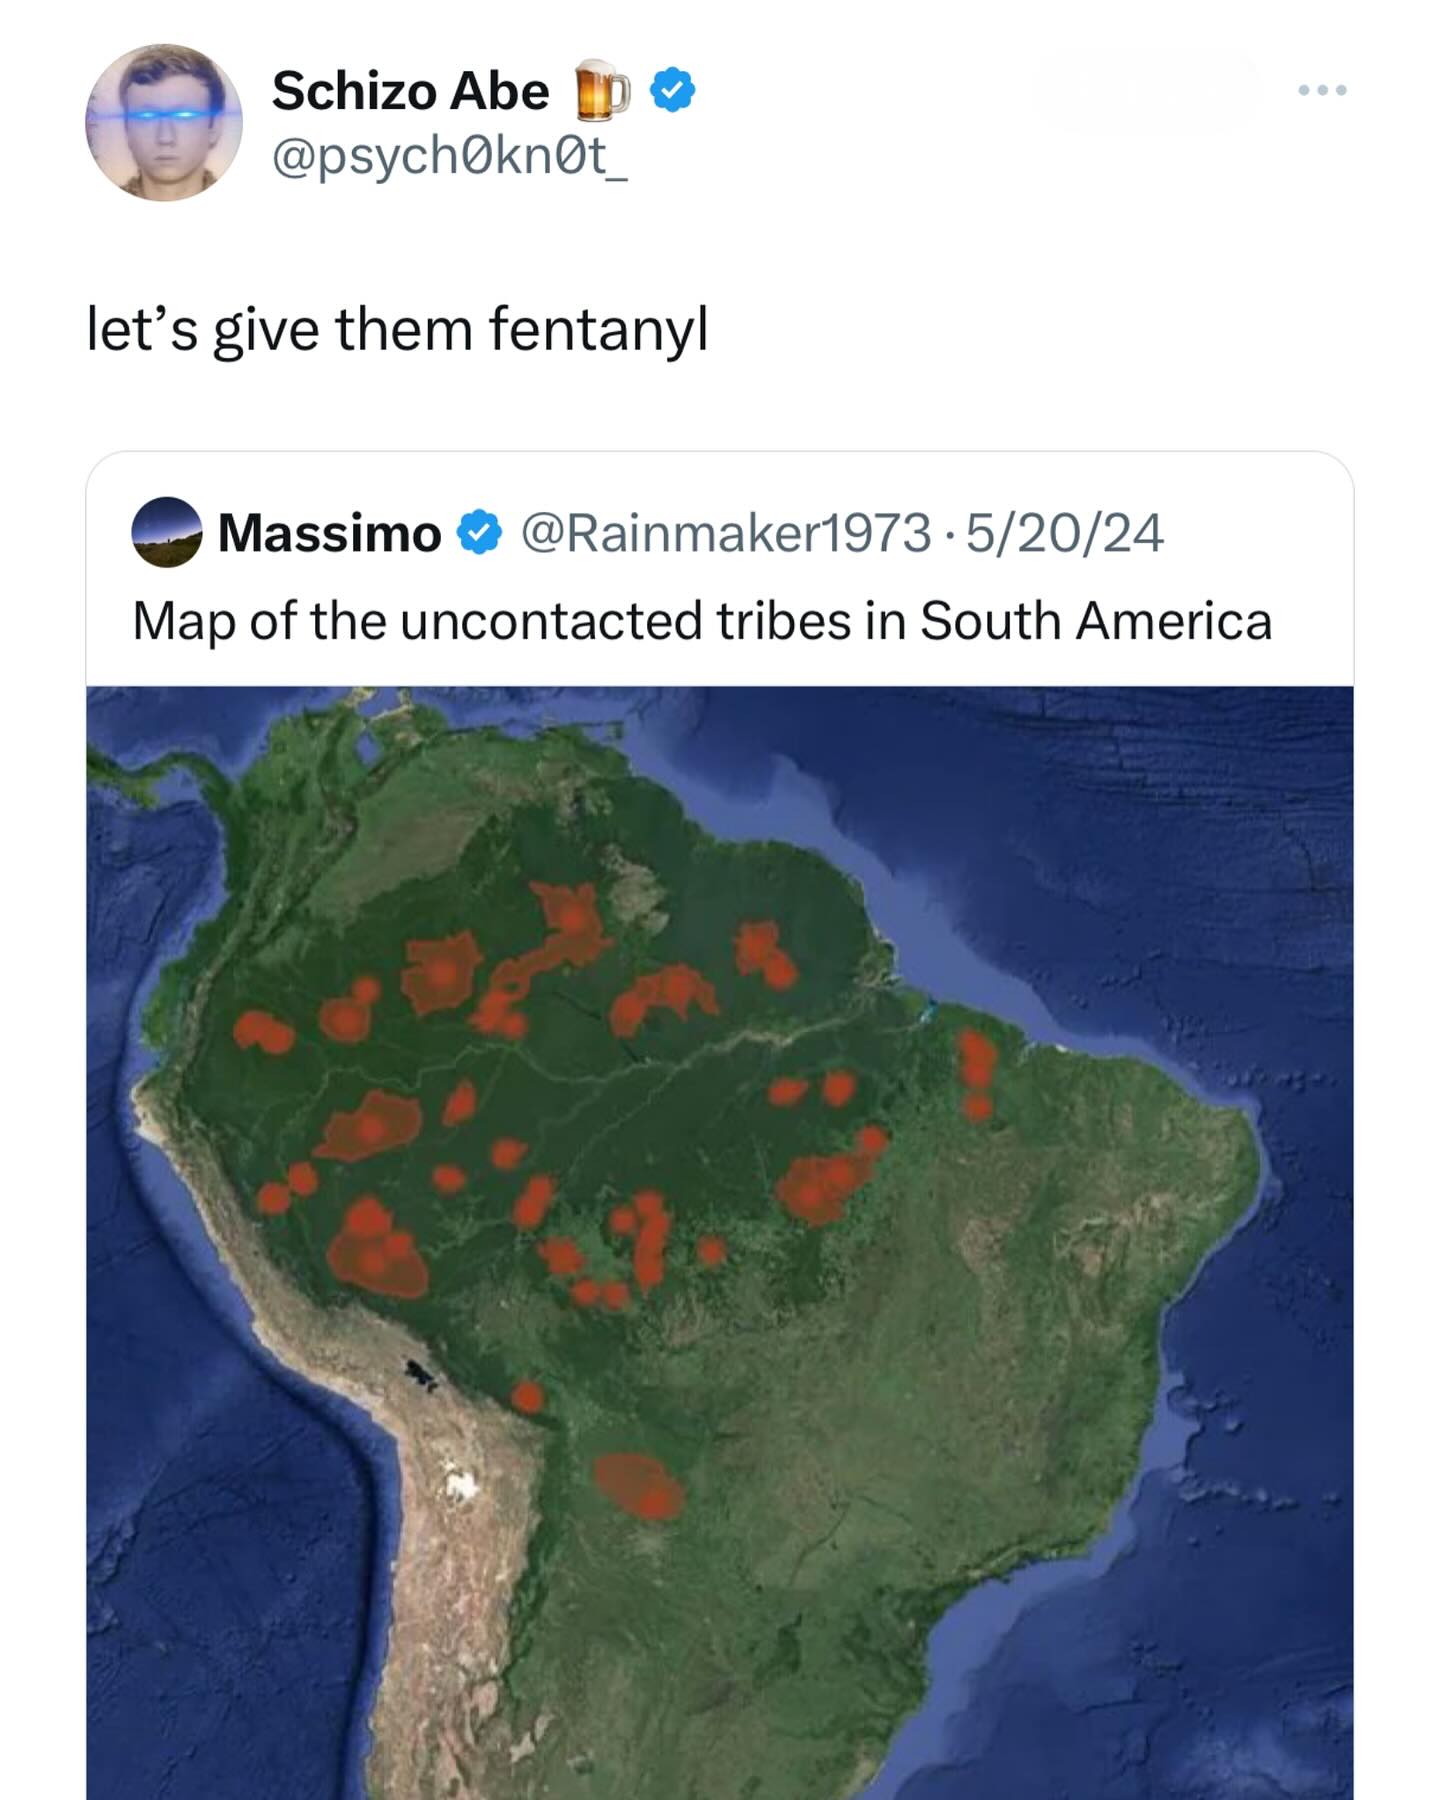 Schizo Abe 🍺
@psych0kn0t_
let’s give them fentanyl
Massimo @Rainmaker1973 · 5/20/24
Map of the uncontacted tribes in South America